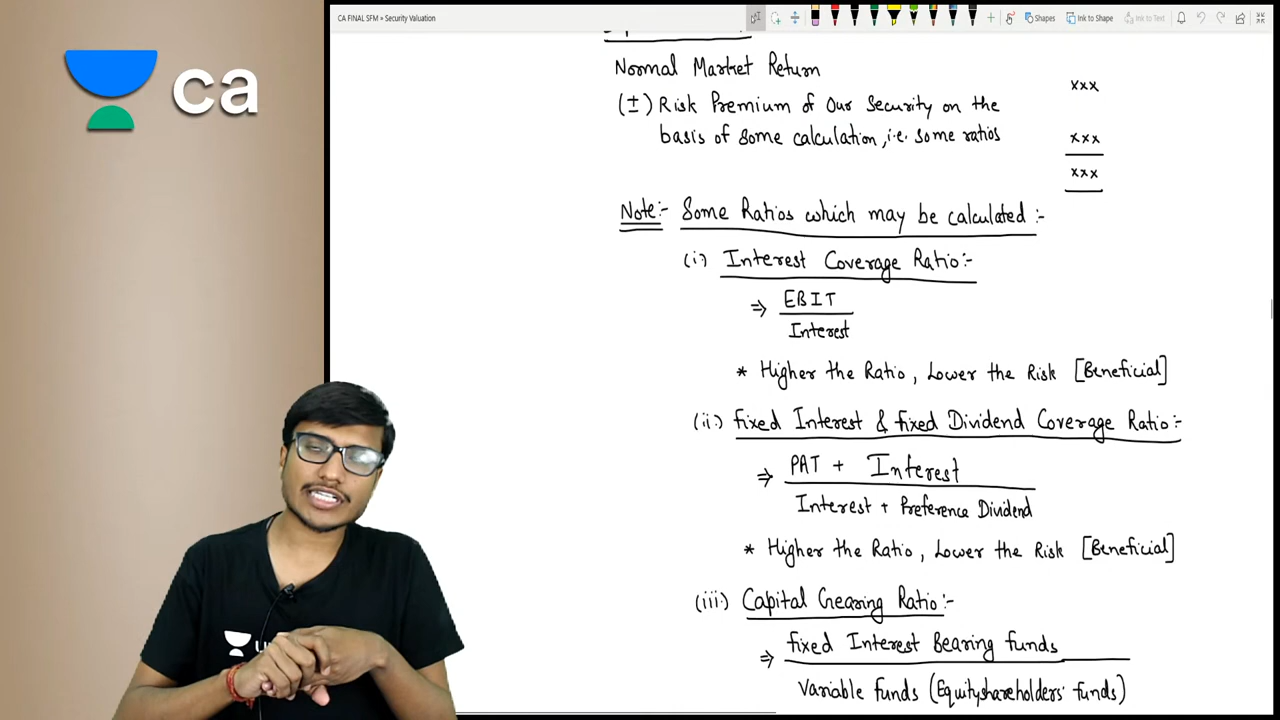 CA FINAL SFM > Security Valuation
Shapes
Ink to Shape
Ink to Text
ca
Normal Market Return
xxx
(±) Risk Premium of Our Security on the
basis of some calculation, i.e. some ratios
xxx
xxx
Note:- Some Ratios which may be calculated :-
(i) Interest Coverage Ratio:-
⇒ EBIT
Interest
* Higher the Ratio, Lower the Risk [Beneficial]
(ii) fixed Interest & fixed Dividend Coverage Ratio:-
⇒ PAT + Interest
Interest + Preference Dividend
* Higher the Ratio, Lower the Risk [Beneficial]
(iii) Capital Gearing Ratio:-
⇒ fixed Interest Bearing funds
Variable funds (Equityshareholders' funds)